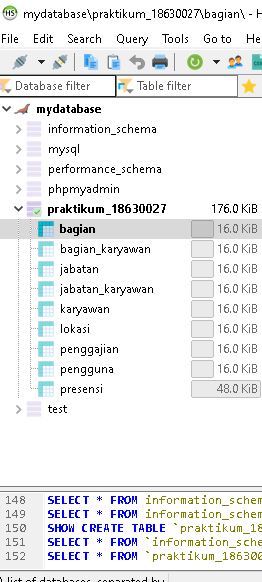 mydatabase\praktikum_18630027\bagian\ - H
File Edit Search Query Tools Go
Database filter
Table filter
mydatabase
information_schema
mysql
performance_schema
phpmyadmin
praktikum_18630027 176.0 KiB
bagian 16.0 KiB
bagian_karyawan 16.0 KiB
jabatan 16.0 KiB
jabatan_karyawan 16.0 KiB
karyawan 16.0 KiB
lokasi 16.0 KiB
penggajian 16.0 KiB
pengguna 16.0 KiB
presensi 48.0 KiB
test
148 SELECT * FROM information_schem
149 SELECT * FROM information_schem
150 SHOW CREATE TABLE `praktikum_18
151 SELECT * FROM `information_sche
152 SELECT * FROM `praktikum_186300
A list of databases, separated by